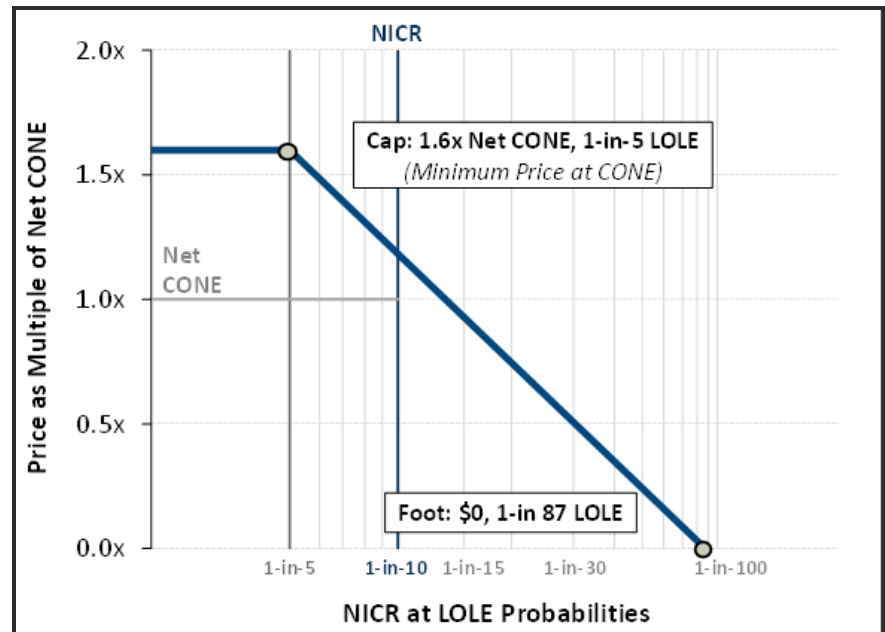 NICR
2.0x
Cap: 1.6x Net CONE, 1-in-5 LOLE
(Minimum Price at CONE)
1.5x
Net
CONE
1.0x
0.5x
Foot: $0, 1-in 87 LOLE
0.0x
1-in-5 1-in-10 1-in-15 1-in-30 1-in-100
Price as Multiple of Net CONE
NICR at LOLE Probabilities